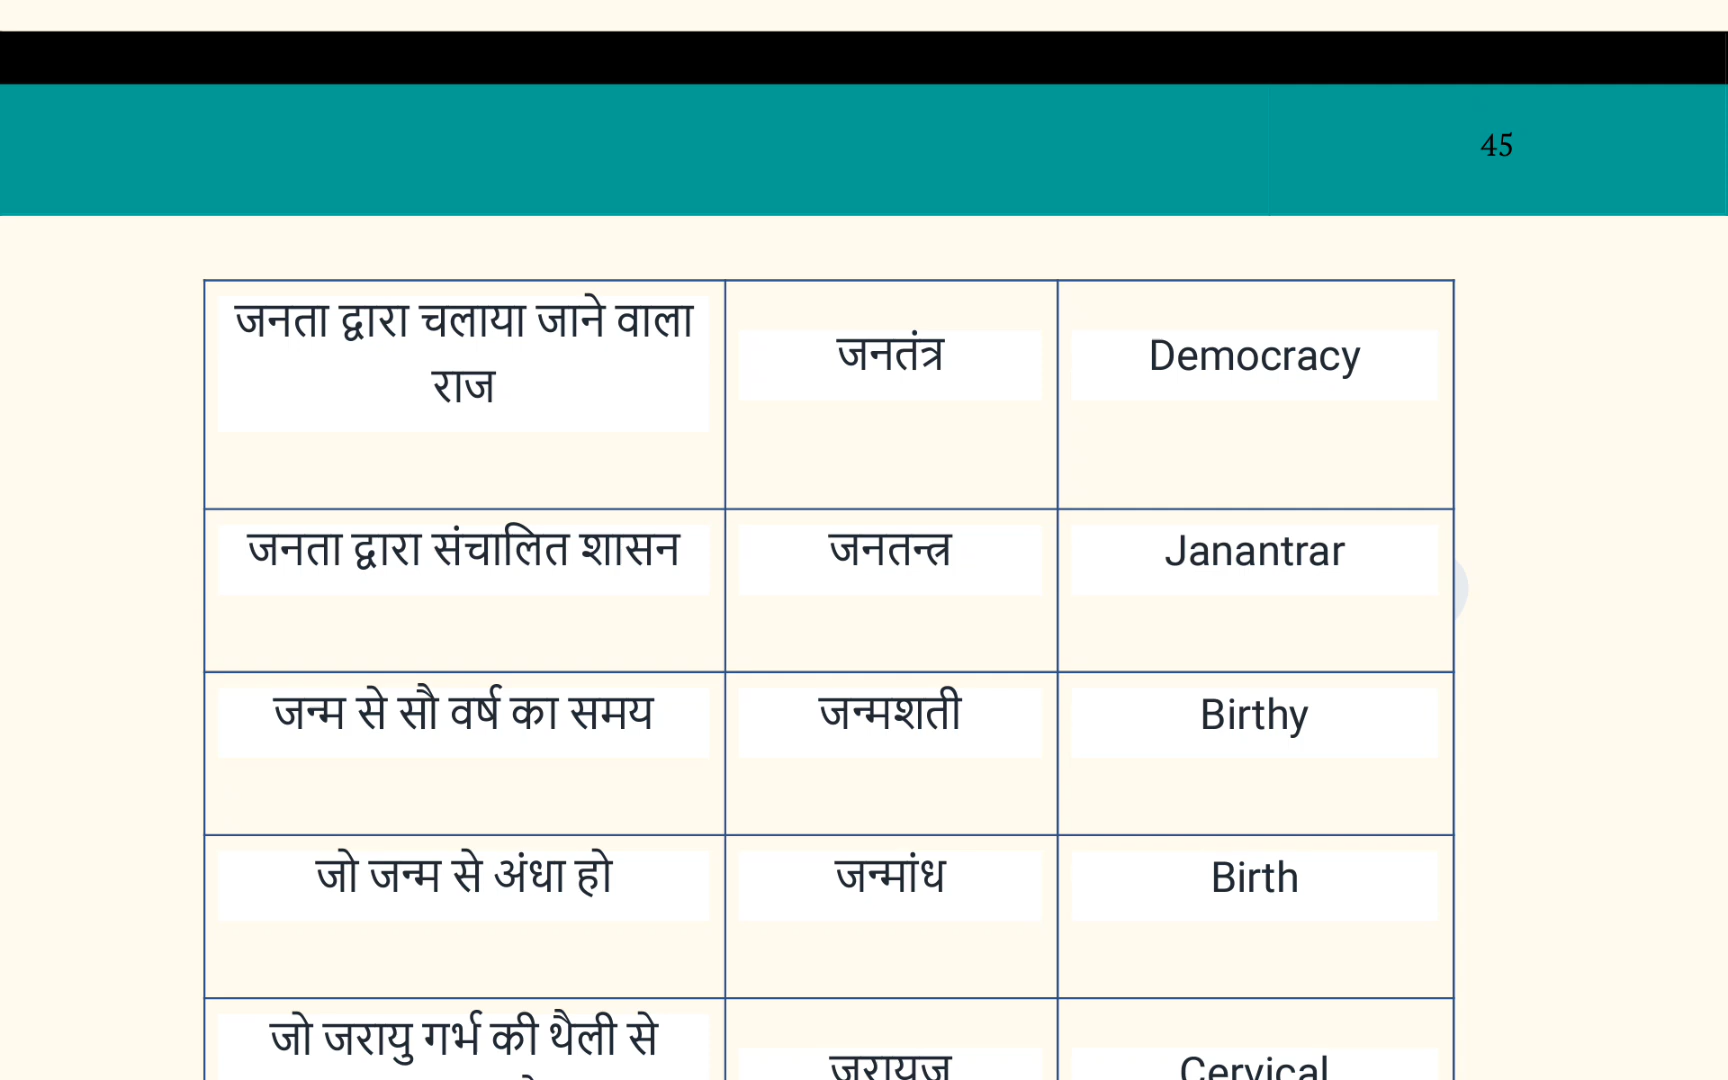 45
जनता द्वारा चलाया जाने वाला
राज
जनतंत्र
Democracy
जनता द्वारा संचालित शासन
जनतन्त्र
Janantrar
जन्म से सौ वर्ष का समय
जन्मशती
Birthy
जो जन्म से अंधा हो
जन्मांध
Birth
जो जरायु गर्भ की थैली से
Cervical